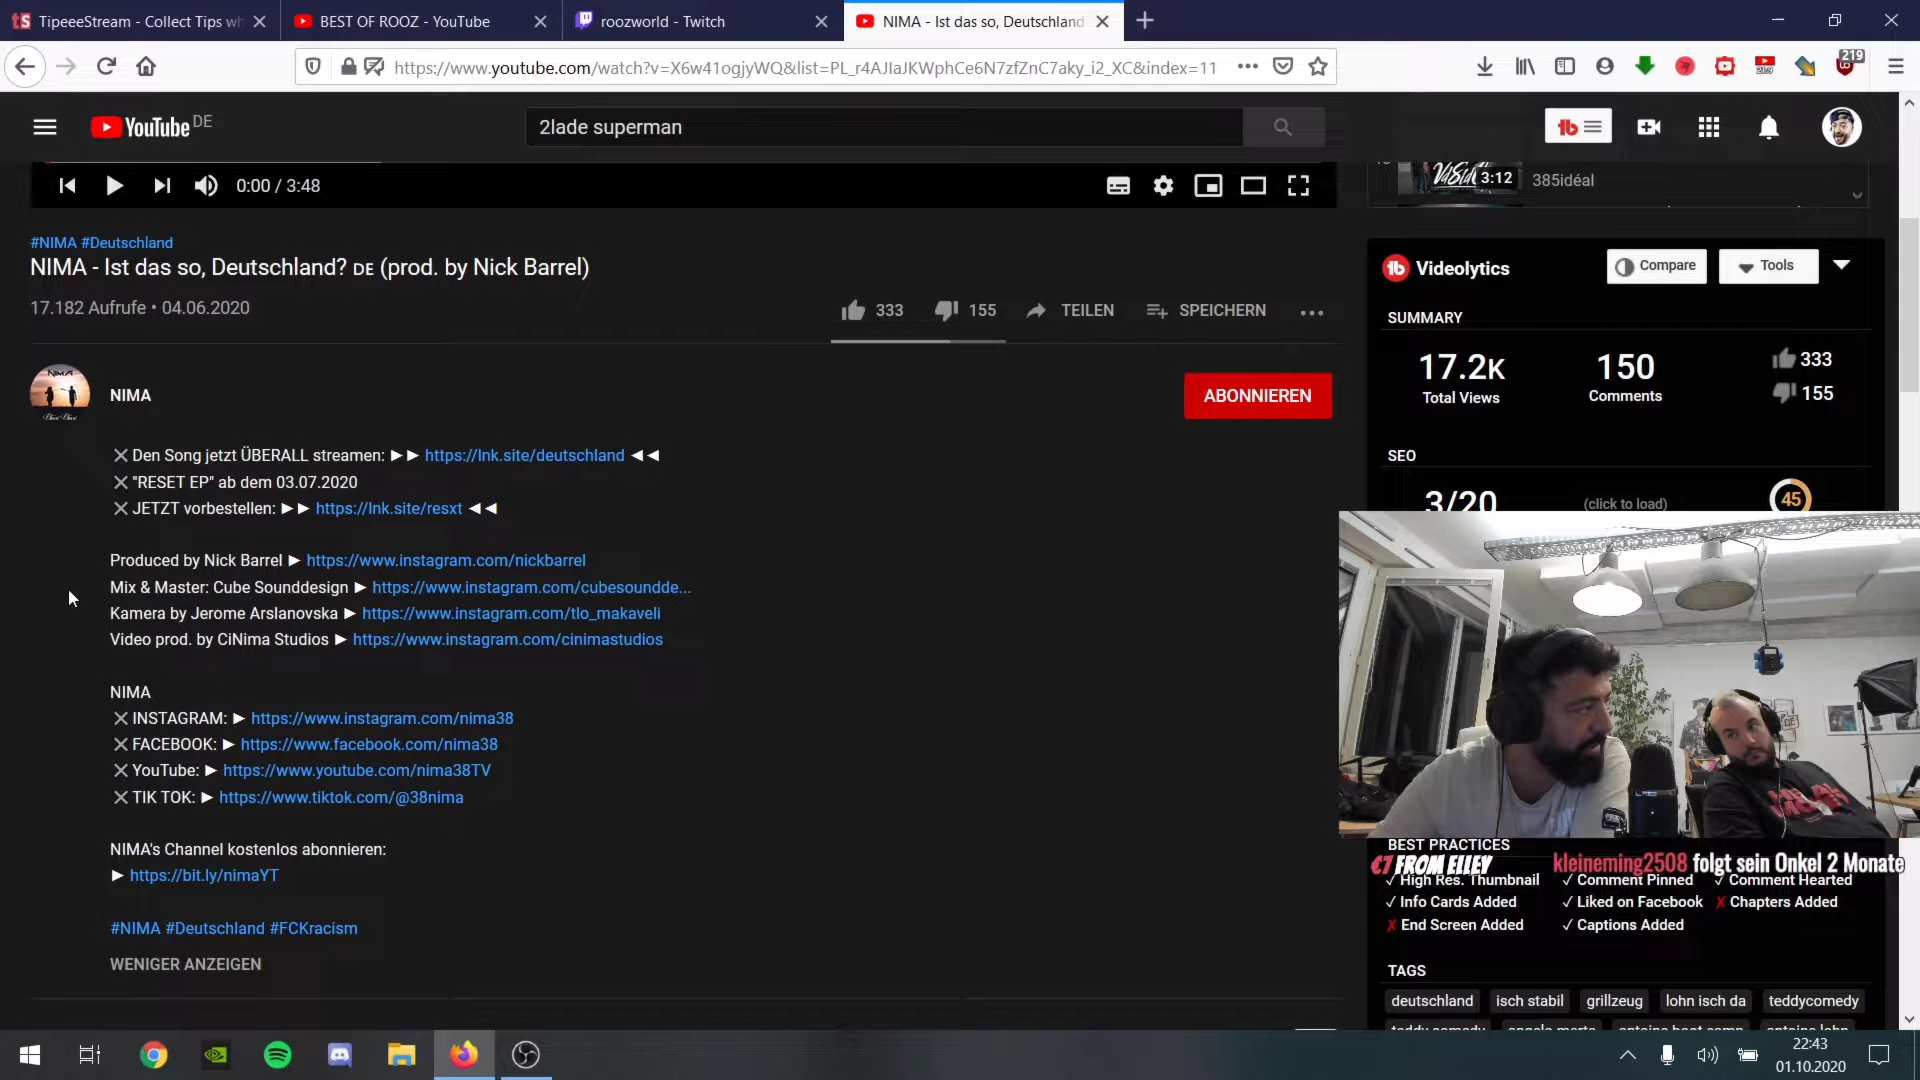 TipeeeStream - Collect Tips wh
BEST OF ROOZ - YouTube
roozworld - Twitch
NIMA - Ist das so, Deutschland
https://www.youtube.com/watch?v=X6w41ogjyWQ&list=PL_r4AJIaJKWphCe6N7zfZnC7aky_i2_XC&index=11
219
YouTube DE
2lade superman
0:00 / 3:48
3:12
385idéal
#NIMA #Deutschland
NIMA - Ist das so, Deutschland? DE (prod. by Nick Barrel)
17.182 Aufrufe • 04.06.2020
333
155
TEILEN
SPEICHERN
NIMA
ABONNIEREN
Den Song jetzt ÜBERALL streamen: ►► https://lnk.site/deutschland ◄◄
"RESET EP" ab dem 03.07.2020
JETZT vorbestellen: ►► https://lnk.site/resxt ◄◄
Produced by Nick Barrel ► https://www.instagram.com/nickbarrel
Mix & Master: Cube Sounddesign ► https://www.instagram.com/cubesoundde...
Kamera by Jerome Arslanovska ► https://www.instagram.com/tlo_makaveli
Video prod. by CiNima Studios ► https://www.instagram.com/cinimastudios
NIMA
INSTAGRAM: ► https://www.instagram.com/nima38
FACEBOOK: ► https://www.facebook.com/nima38
YouTube: ► https://www.youtube.com/nima38TV
TIK TOK: ► https://www.tiktok.com/@38nima
NIMA's Channel kostenlos abonnieren:
► https://bit.ly/nimaYT
#NIMA #Deutschland #FCKracism
WENIGER ANZEIGEN
Videolytics
Compare
Tools
SUMMARY
17.2K
Total Views
150
Comments
333
155
SEO
3/20
(click to load)
45
BEST PRACTICES
€7 FROM ELLEY
kleineming2508 folgt sein Onkel 2 Monate
✓ High Res. Thumbnail
✓ Comment Pinned
✓ Comment Hearted
✓ Info Cards Added
✓ Liked on Facebook
✗ Chapters Added
✗ End Screen Added
✓ Captions Added
TAGS
deutschland
isch stabil
grillzeug
lohn isch da
teddycomedy
22:43
01.10.2020